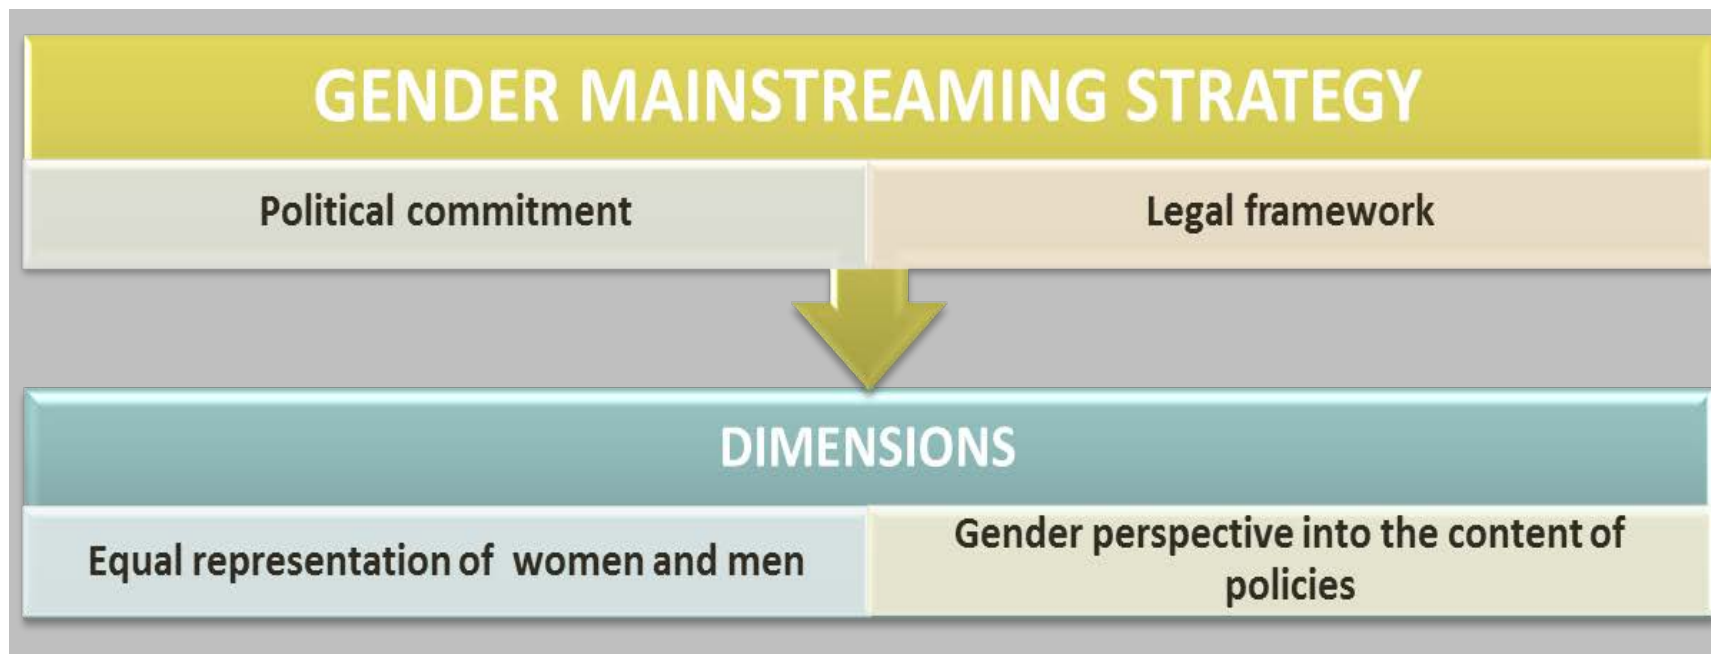 GENDER MAINSTREAMING STRATEGY
Political commitment
Legal framework
DIMENSIONS
Equal representation of women and men
Gender perspective into the content of
policies